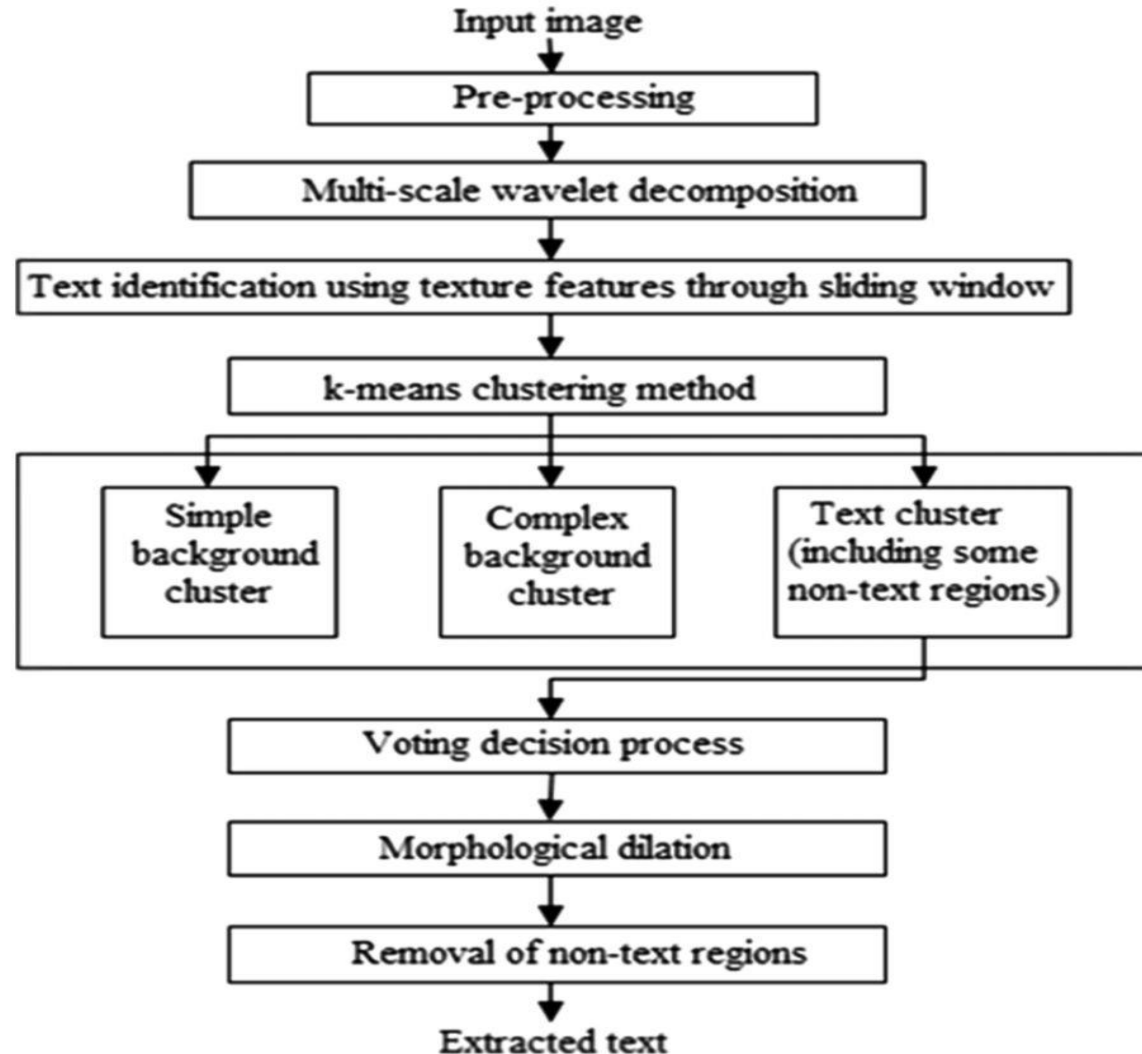 Input image
Pre-processing
Multi-scale wavelet decomposition
Text identification using texture features through sliding window
k-means clustering method
Simple
background
cluster
Complex
background
cluster
Text cluster
(including some
non-text regions)
Voting decision process
Morphological dilation
Removal of non-text regions
Extracted text